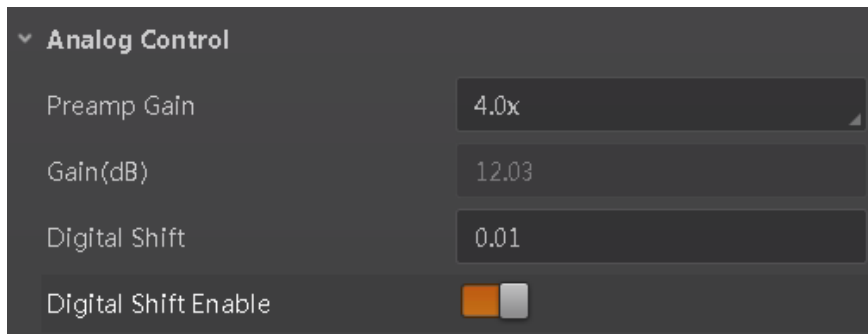 Analog Control
Preamp Gain 4.0x
Gain(dB) 12.03
Digital Shift 0.01
Digital Shift Enable